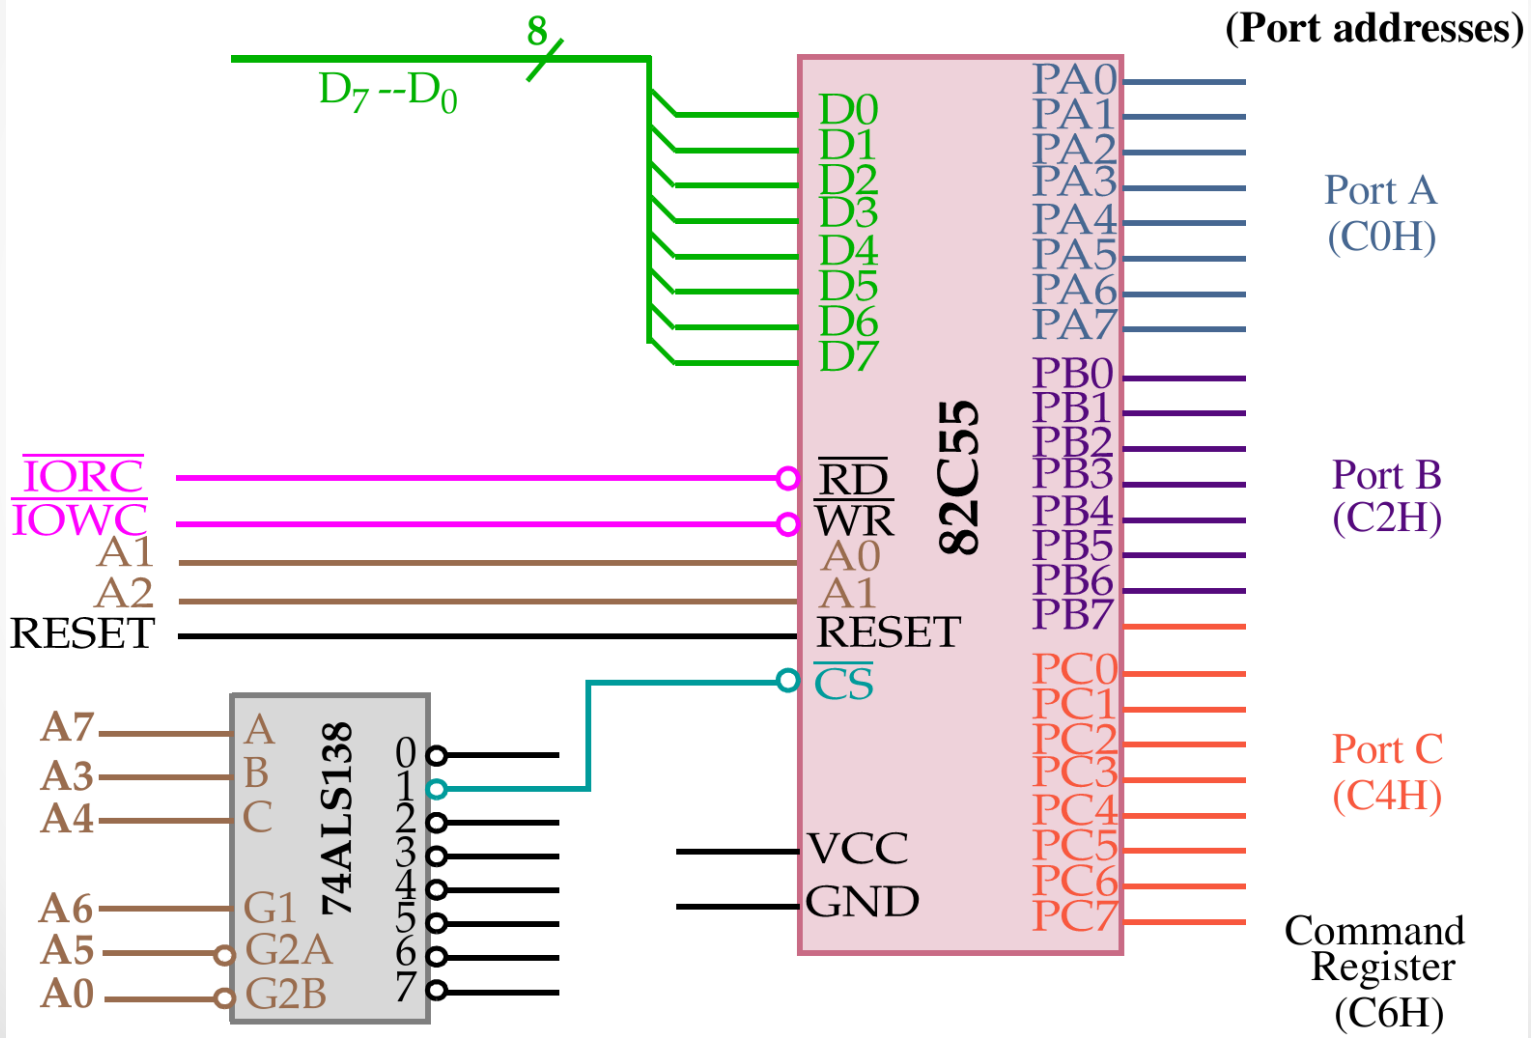 (Port addresses)
8
D7 --D0
D0
D1
D2
D3
D4
D5
D6
D7
IORC
IOWC
A1
A2
RESET
RD
WR
A0
A1
RESET
CS
VCC
GND
82C55
PA0
PA1
PA2
PA3
PA4
PA5
PA6
PA7
PB0
PB1
PB2
PB3
PB4
PB5
PB6
PB7
PC0
PC1
PC2
PC3
PC4
PC5
PC6
PC7
Port A
(C0H)
Port B
(C2H)
Port C
(C4H)
Command
Register
(C6H)
A7
A3
A4
A6
A5
A0
A
B
C
G1
G2A
G2B
74ALS138
0
1
2
3
4
5
6
7